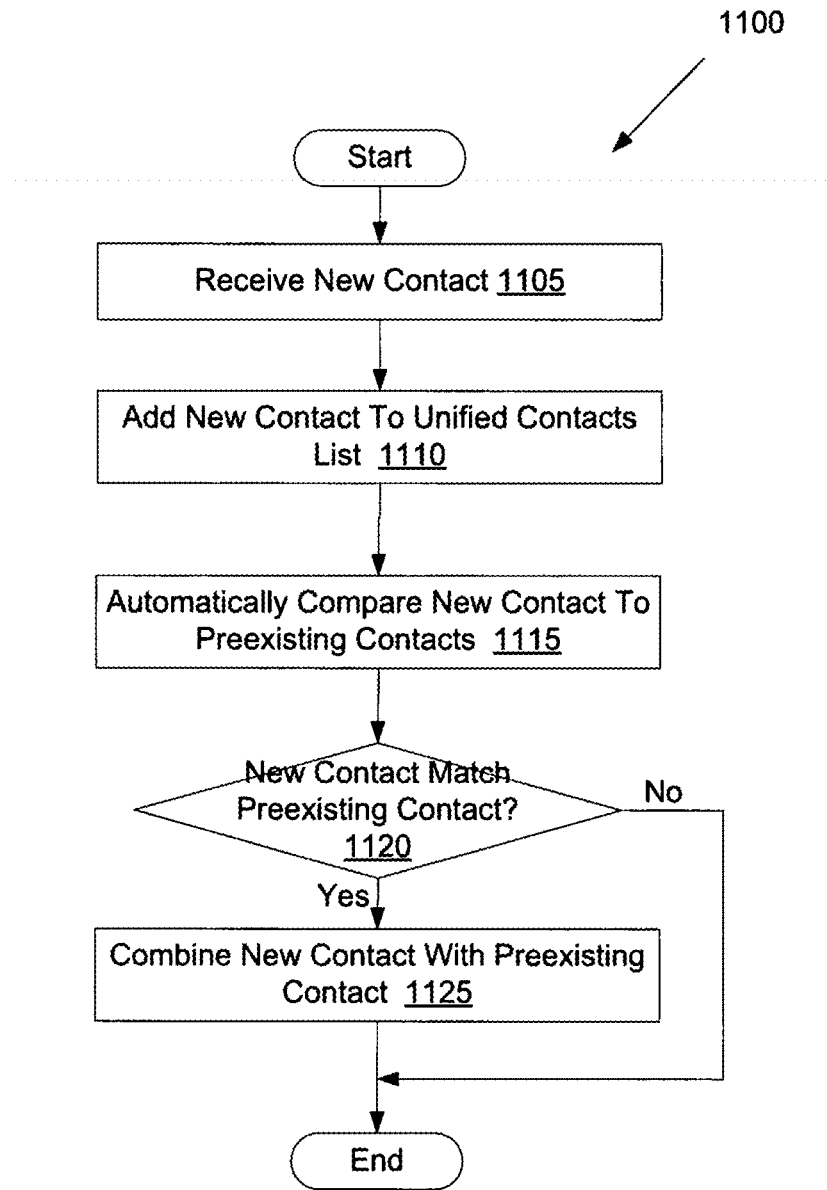 1100
Start
Receive New Contact 1105
Add New Contact To Unified Contacts
List 1110
Automatically Compare New Contact To
Preexisting Contacts 1115
New Contact Match
Preexisting Contact?
1120
No
Yes
Combine New Contact With Preexisting
Contact 1125
End